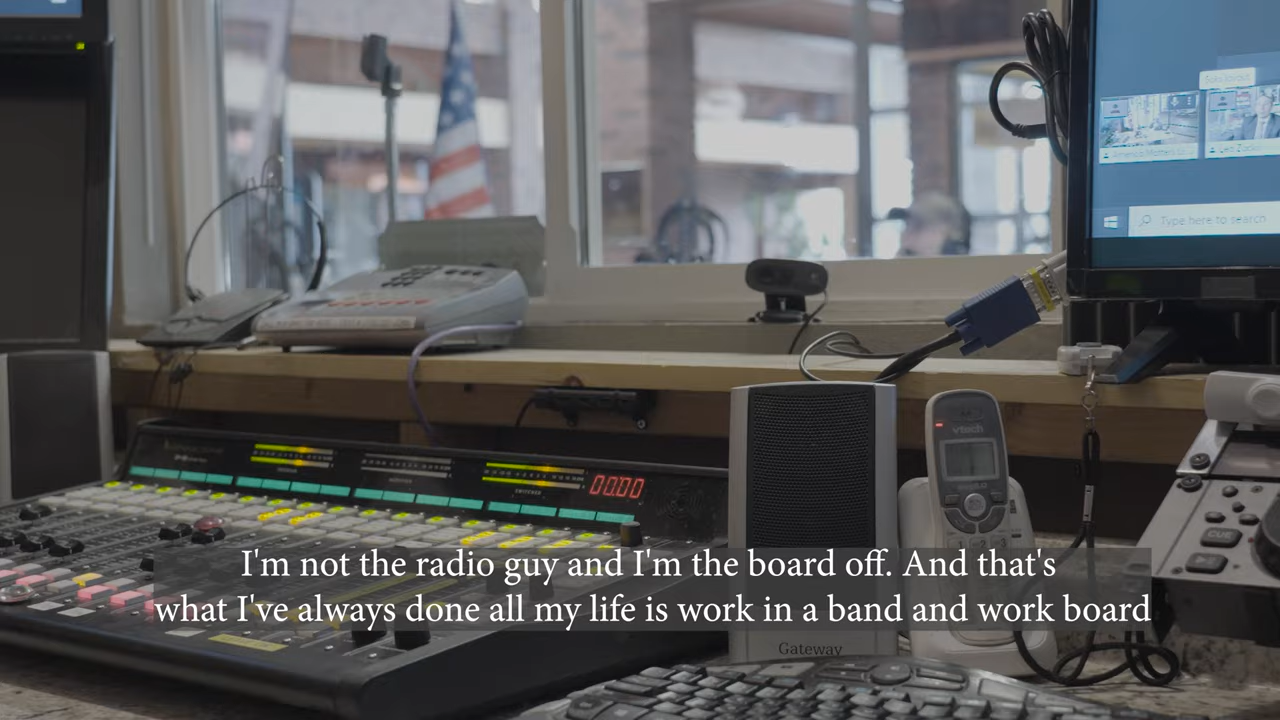 Type here to search
vtech
00.00
CUE
I'm not the radio guy and I'm the board off. And that's
what I've always done all my life is work in a band and work board
Gateway